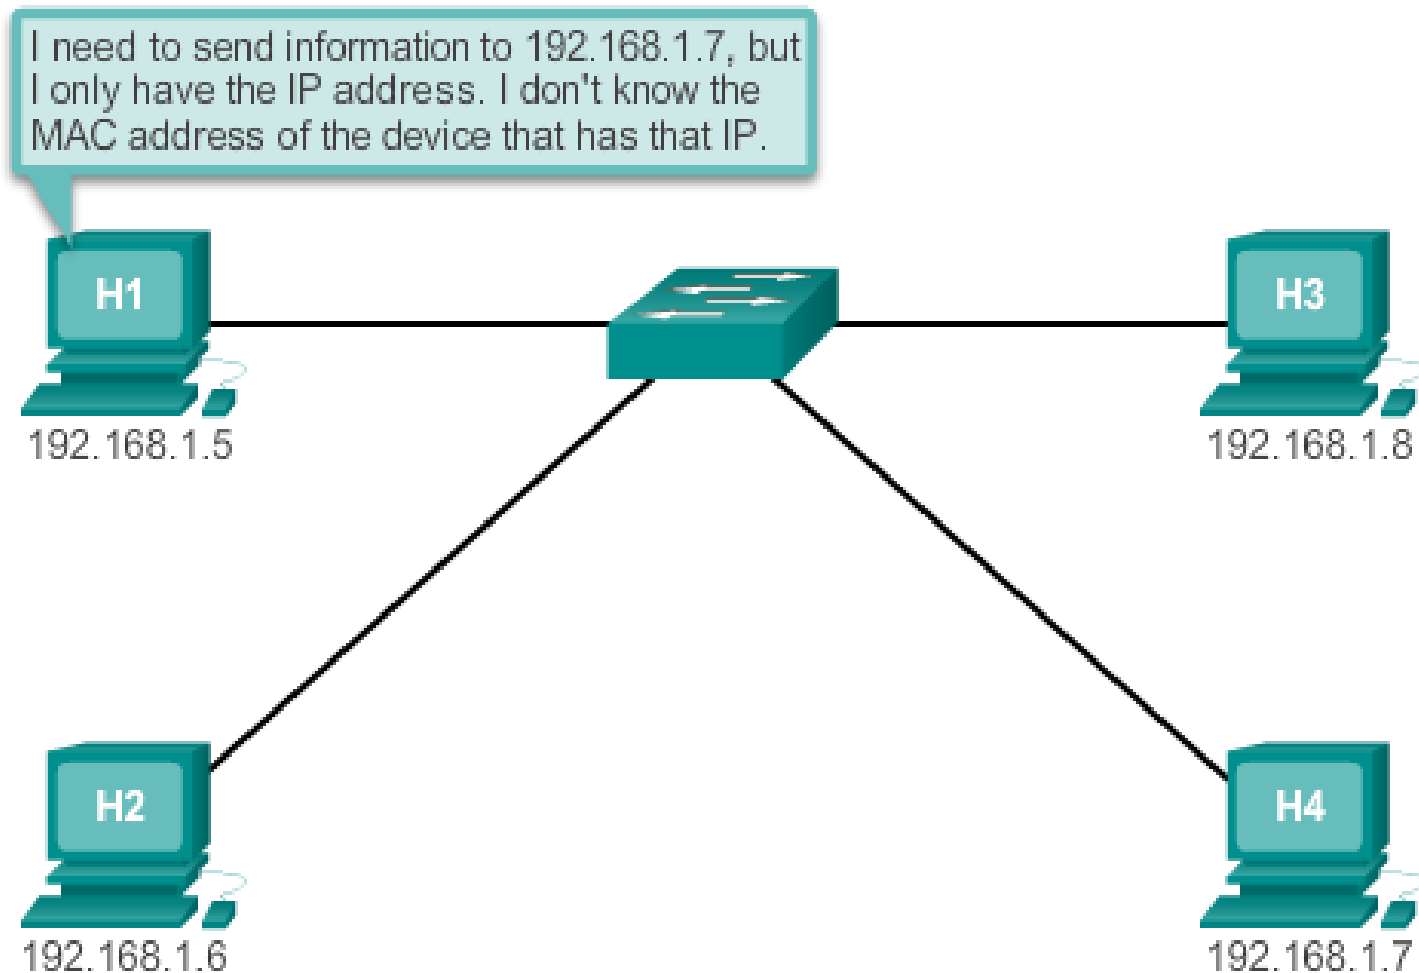 I need to send information to 192.168.1.7, but
I only have the IP address. I don't know the
MAC address of the device that has that IP.
H1
H3
192.168.1.5
192.168.1.8
H2
H4
192.168.1.6
192.168.1.7